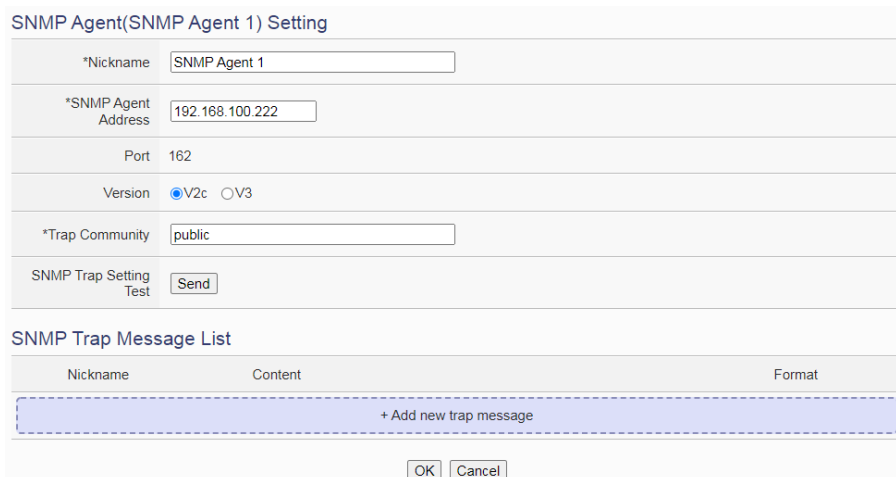 SNMP Agent(SNMP Agent 1) Setting
*Nickname SNMP Agent 1
*SNMP Agent
Address 192.168.100.222
Port 162
Version V2c V3
*Trap Community public
SNMP Trap Setting
Test Send
SNMP Trap Message List
Nickname Content Format
+ Add new trap message
OK Cancel